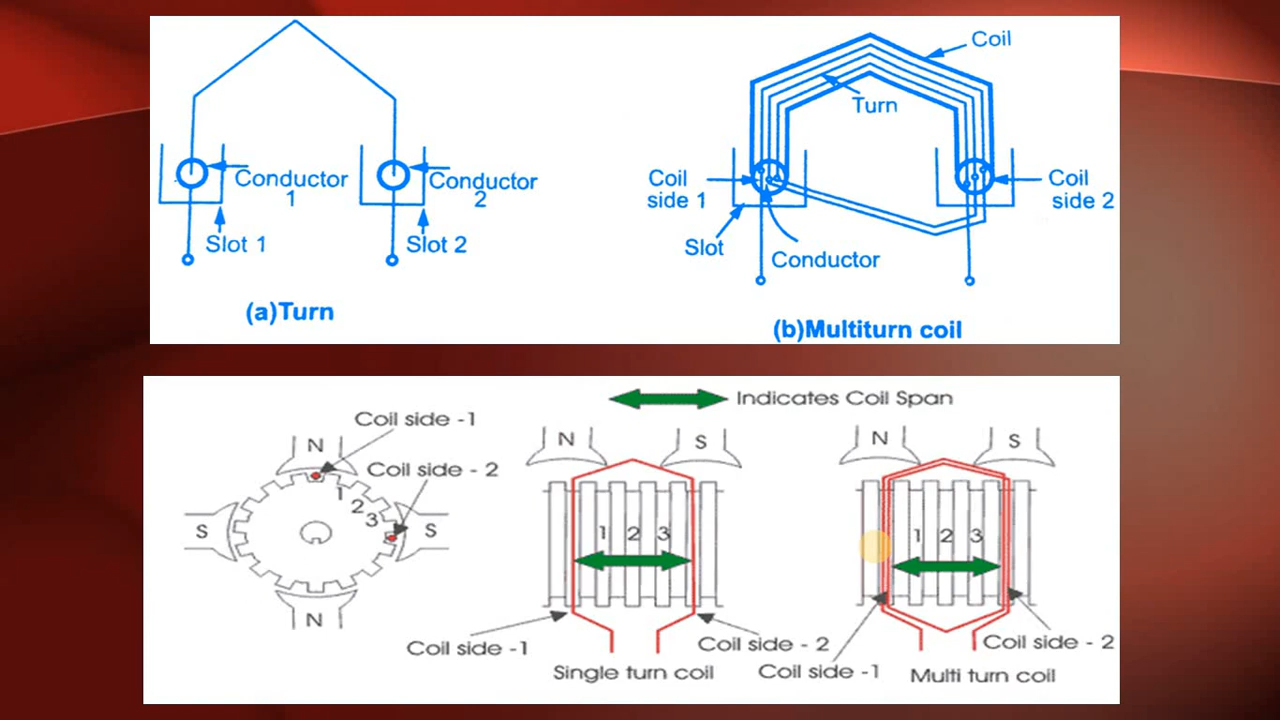 Conductor
1
Slot 1
Conductor
2
Slot 2
(a)Turn
Coil
Turn
Coil
side 1
Slot
Conductor
Coil
side 2
(b)Multiturn coil
Indicates Coil Span
Coil side -1
Coil side - 2
N
S
S
N
1
2
3
N
S
1 2 3
Coil side -1
Coil side - 2
Single turn coil
N
S
1 2 3
Coil side -1
Coil side - 2
Multi turn coil